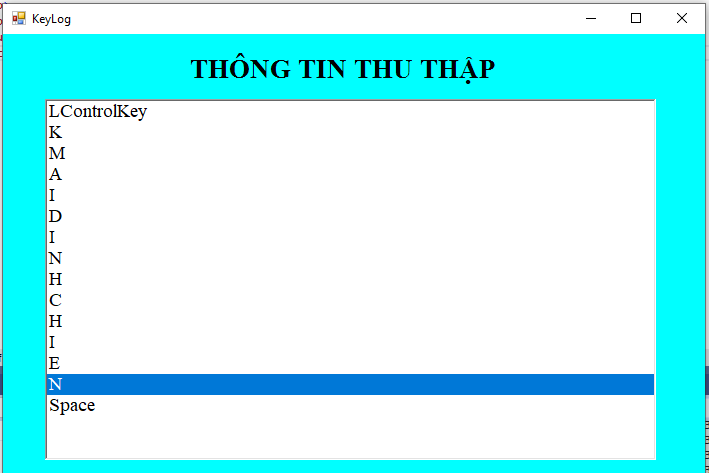 KeyLog
THÔNG TIN THU THẬP
LControlKey
K
M
A
I
D
I
N
H
C
H
I
E
N
Space